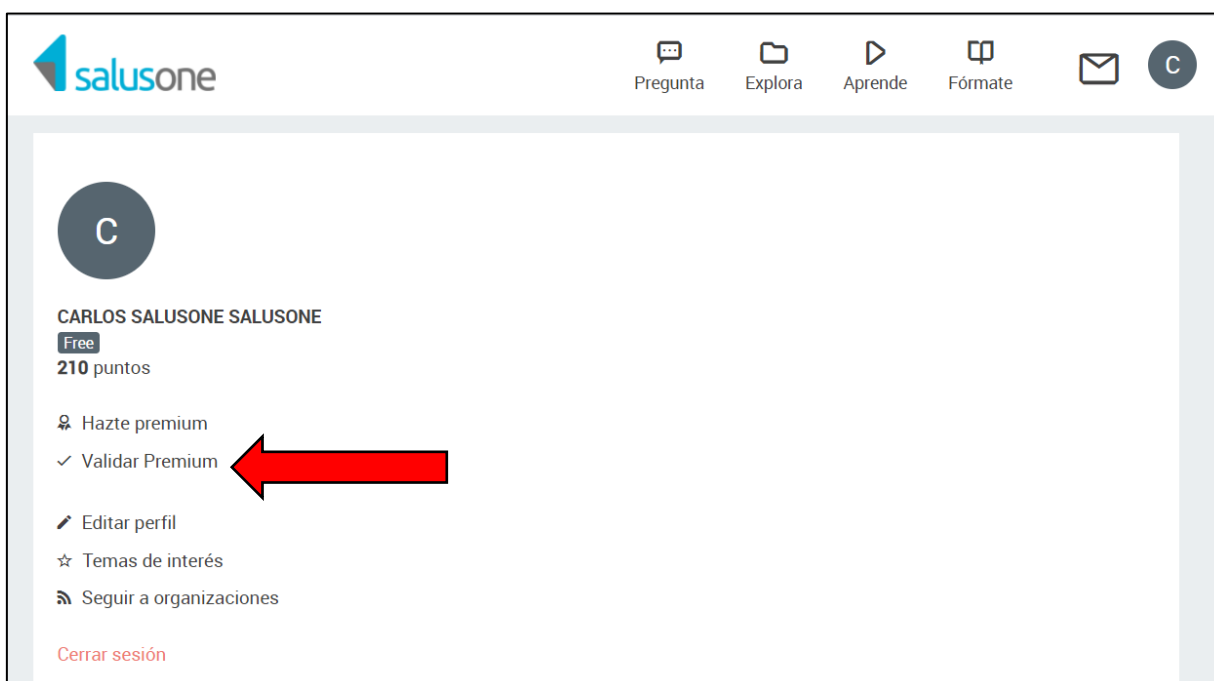 salusone
Pregunta Explora Aprende Fórmate
C
C
CARLOS SALUSONE SALUSONE
Free
210 puntos
Hazte premium
Validar Premium
Editar perfil
Temas de interés
Seguir a organizaciones
Cerrar sesión